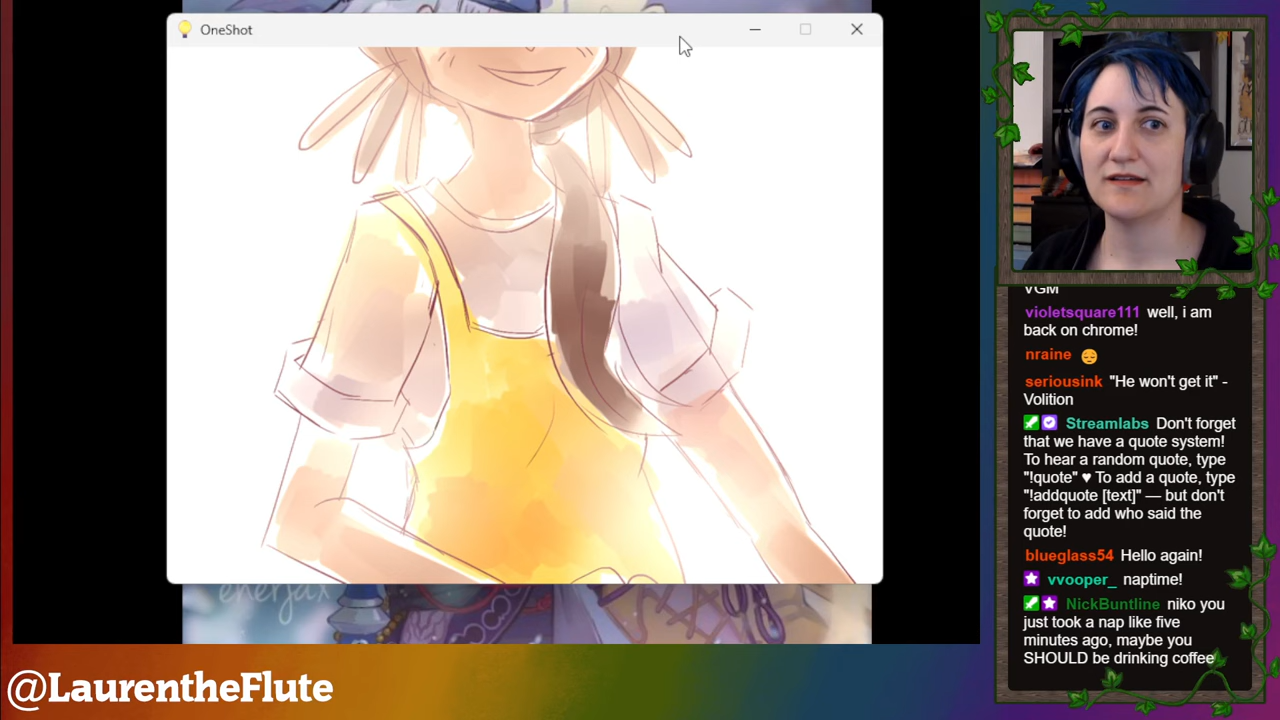 OneShot
enerjax
@LaurentheFlute
VGM
violetsquare111 well, i am
back on chrome!
nraine
seriousink "He won't get it" -
Volition
Streamlabs Don't forget
that we have a quote system!
To hear a random quote, type
"!quote" ♥ To add a quote, type
"!addquote [text]" — but don't
forget to add who said the
quote!
blueglass54 Hello again!
vvooper_ naptime!
NickBuntline niko you
just took a nap like five
minutes ago, maybe you
SHOULD be drinking coffee